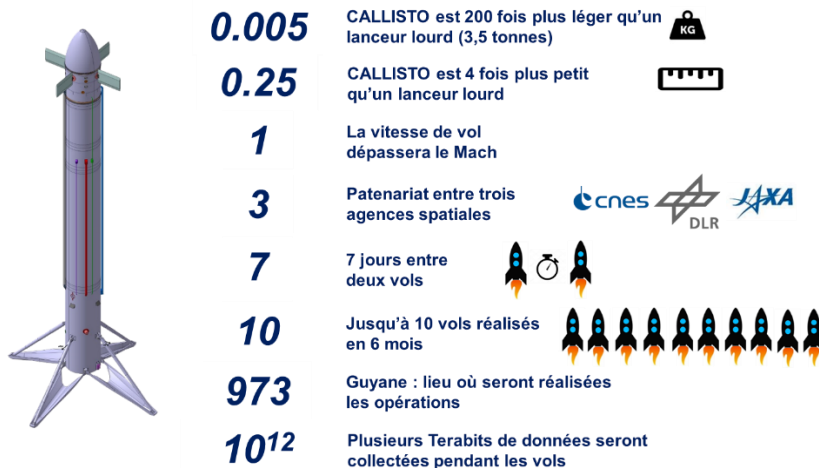 0.005
CALLISTO est 200 fois plus léger qu'un
lanceur lourd (3,5 tonnes)
KG
0.25
CALLISTO est 4 fois plus petit
qu'un lanceur lourd
1
La vitesse de vol
dépassera le Mach
3
Patenariat entre trois
agences spatiales
cnes
DLR
JAXA
7
7 jours entre
deux vols
10
Jusqu'à 10 vols réalisés
en 6 mois
973
Guyane : lieu où seront réalisées
les opérations
10¹²
Plusieurs Terabits de données seront
collectées pendant les vols